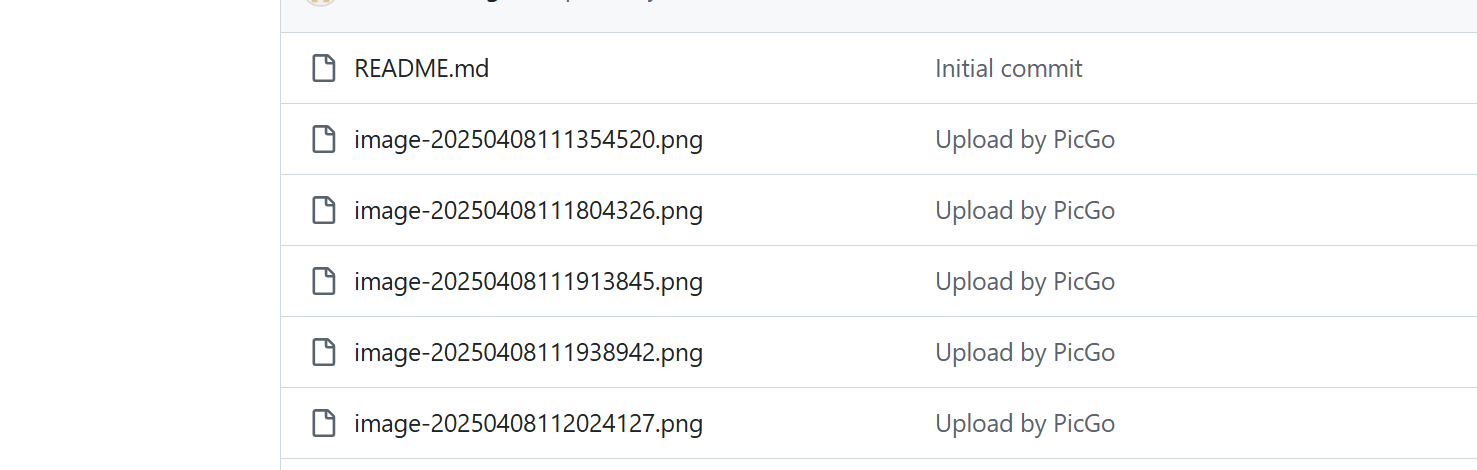 README.md
Initial commit
image-20250408111354520.png
Upload by PicGo
image-20250408111804326.png
Upload by PicGo
image-20250408111913845.png
Upload by PicGo
image-20250408111938942.png
Upload by PicGo
image-20250408112024127.png
Upload by PicGo